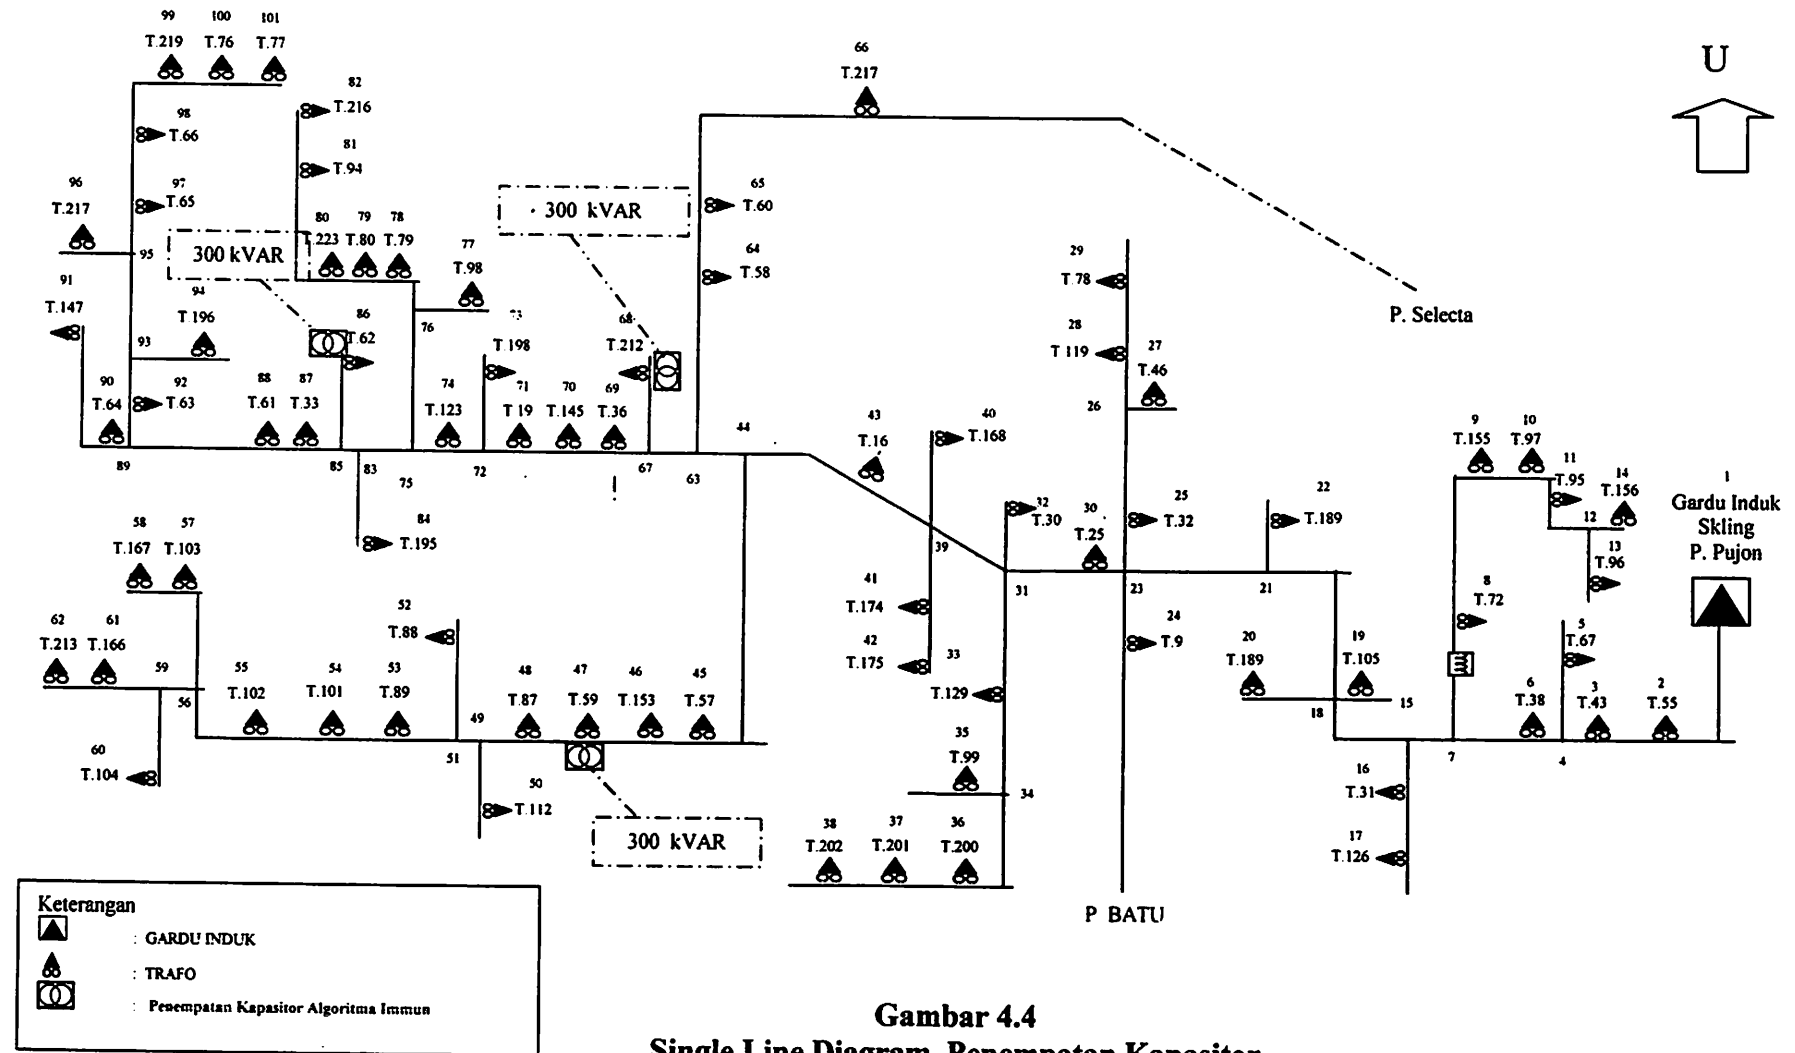 99 100 101
T.219 T.76 T.77
66
T.217
U
82
T.216
98
T.66
81
T.94
96
T.217
97
T.65
300 kVAR
65
T.60
80 79 78
T.223 T.80 T.79
77
T.98
300 kVAR
95
64
T.58
29
T.78
91
T.147
94
T.196
86
T.62
76
73
T.198
68
T.212
P. Selecta
93
28
T 119
27
T.46
90
T.64
92
T.63
88 87
T.61 T.33
74
T.123
71 70 69
T 19 T.145 T.36
44
43
T.16
40
T.168
26
9 10
T.155 T.97
11
T.95
14
T.156
1
Gardu Induk
Skling
P. Pujon
89
85
83
75
72
67
63
84
T.195
32
T.30
30
T.25
25
T.32
22
T.189
12
13
T.96
58 57
T.167 T.103
39
41
T.174
31
23
21
8
T.72
5
T.67
62 61
T.213 T.166
59
52
T.88
42
T.175
33
T.129
24
T.9
20
T.189
19
T.105
55 54 53
T.102 T.101 T.89
56
48 47 46 45
T.87 T.59 T.153 T.57
49
18
15
6 3 2
T.38 T.43 T.55
60
T.104
51
50
T.112
35
T.99
34
7
4
16
T.31
300 kVAR
38 37 36
T.202 T.201 T.200
17
T.126
P BATU
Keterangan
: GARDU INDUK
: TRAFO
: Penempatan Kapasitor Algoritma Immun
Gambar 4.4
Single Line Diagram Penempatan Kapasitor